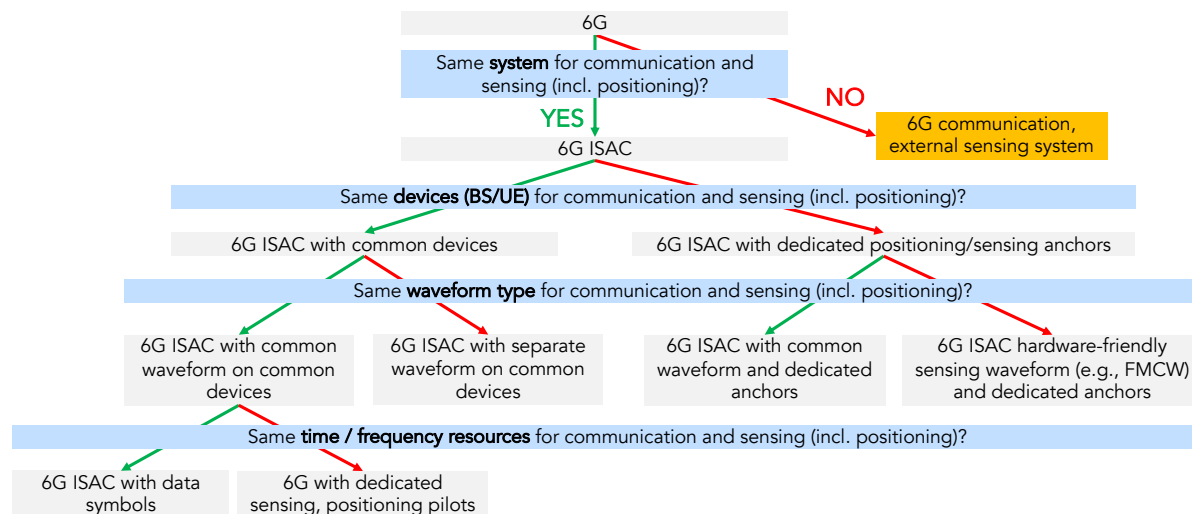 6G
Same system for communication and
sensing (incl. positioning)?
NO
YES
6G communication,
external sensing system
6G ISAC
Same devices (BS/UE) for communication and sensing (incl. positioning)?
6G ISAC with common devices
6G ISAC with dedicated positioning/sensing anchors
Same waveform type for communication and sensing (incl. positioning)?
6G ISAC with common
waveform on common
devices
6G ISAC with separate
waveform on common
devices
6G ISAC with common
waveform and dedicated
anchors
6G ISAC hardware-friendly
sensing waveform (e.g., FMCW)
and dedicated anchors
Same time / frequency resources for communication and sensing (incl. positioning)?
6G ISAC with data
symbols
6G with dedicated
sensing, positioning pilots